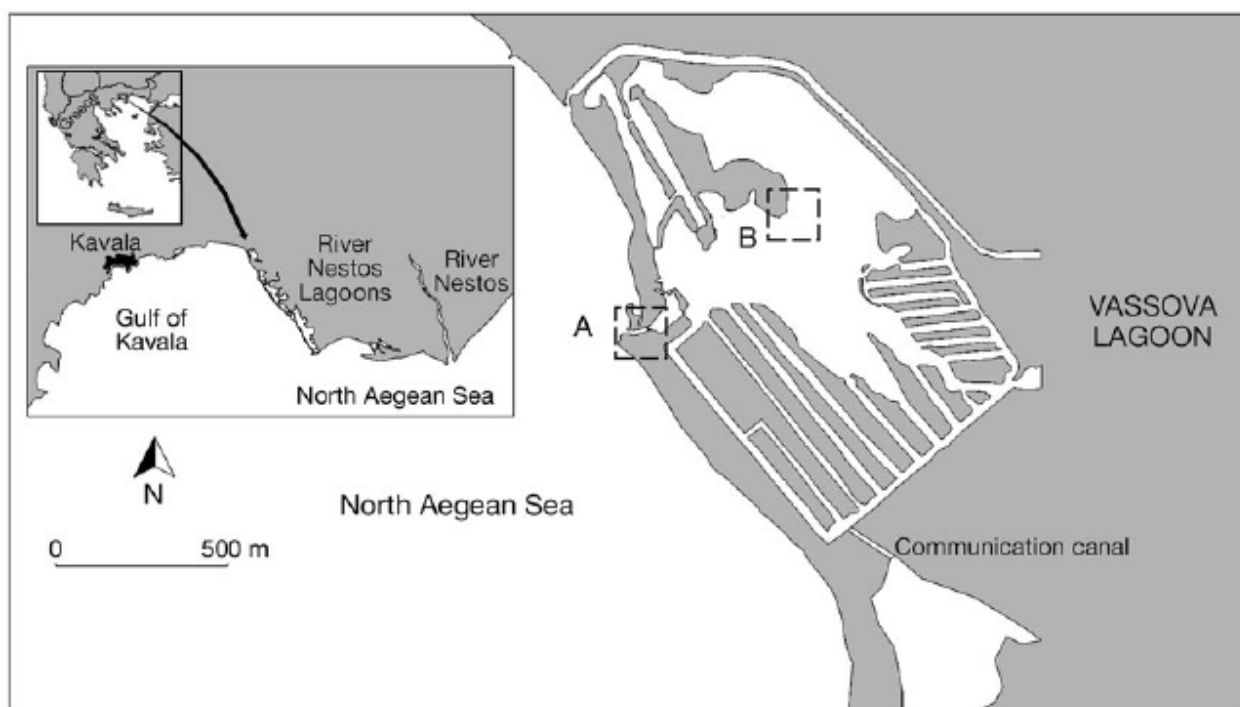 Kavala
Gulf of
Kavala
River
Nestos
Lagoons
River
Nestos
North Aegean Sea
N
0 500 m
North Aegean Sea
A
B
VASSOVA
LAGOON
Communication canal